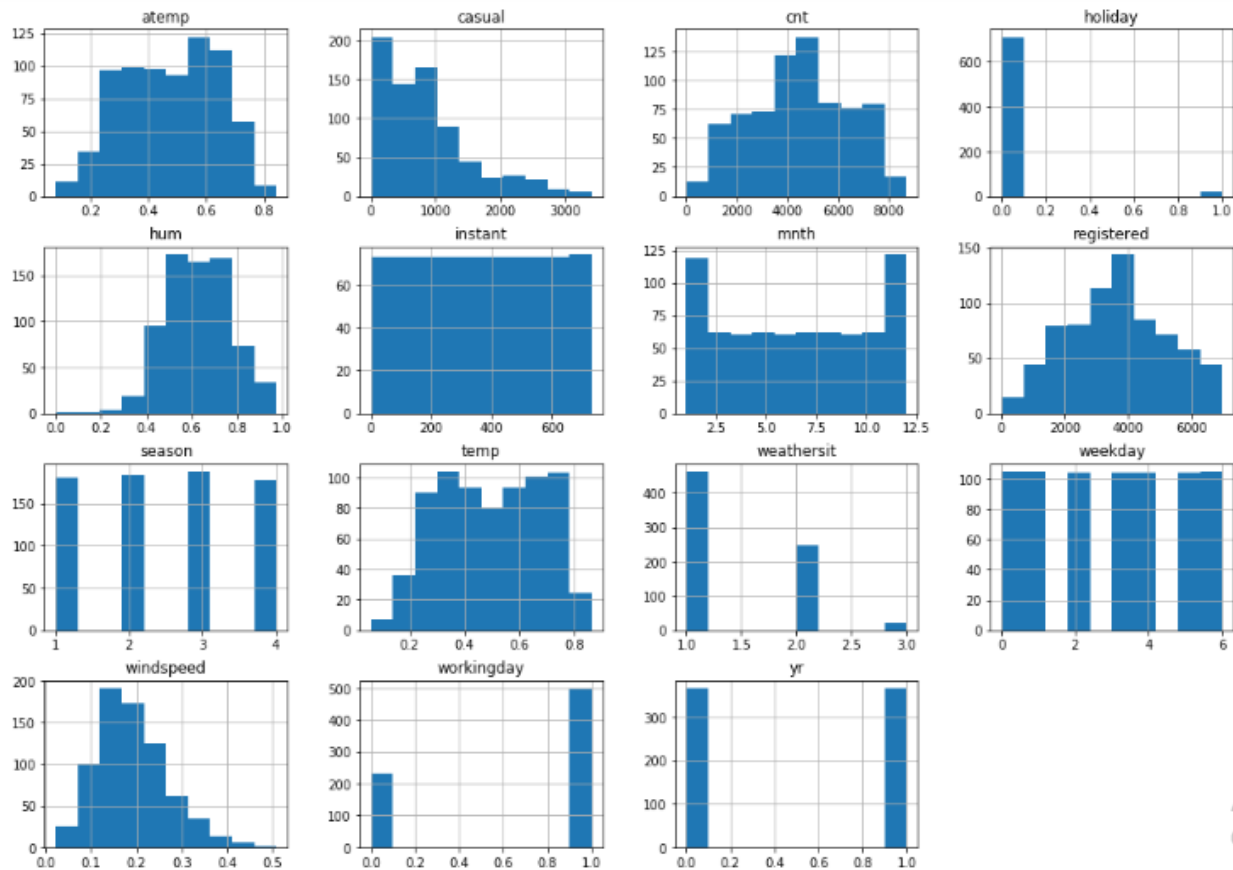 atemp casual cnt holiday
125 100 75 50 25 0
0.2 0.4 0.6 0.8
200 150 100 50 0
0 1000 2000 3000
125 100 75 50 25 0
0 2000 4000 6000 8000
600 400 200 0
0.0 0.2 0.4 0.6 0.8 1.0
hum instant mnth registered
150 100 50 0
0.0 0.2 0.4 0.6 0.8 1.0
60 40 20 0
0 200 400 600
125 100 75 50 25 0
2.5 5.0 7.5 10.0 12.5
150 100 50 0
0 2000 4000 6000
season temp weathersit weekday
150 100 50 0
1 2 3 4
100 80 60 40 20 0
0.2 0.4 0.6 0.8
400 300 200 100 0
1.0 1.5 2.0 2.5 3.0
100 80 60 40 20 0
0 2 4 6
windspeed workingday yr
200 150 100 50 0
0.0 0.1 0.2 0.3 0.4 0.5
500 400 300 200 100 0
0.0 0.2 0.4 0.6 0.8 1.0
300 200 100 0
0.0 0.2 0.4 0.6 0.8 1.0